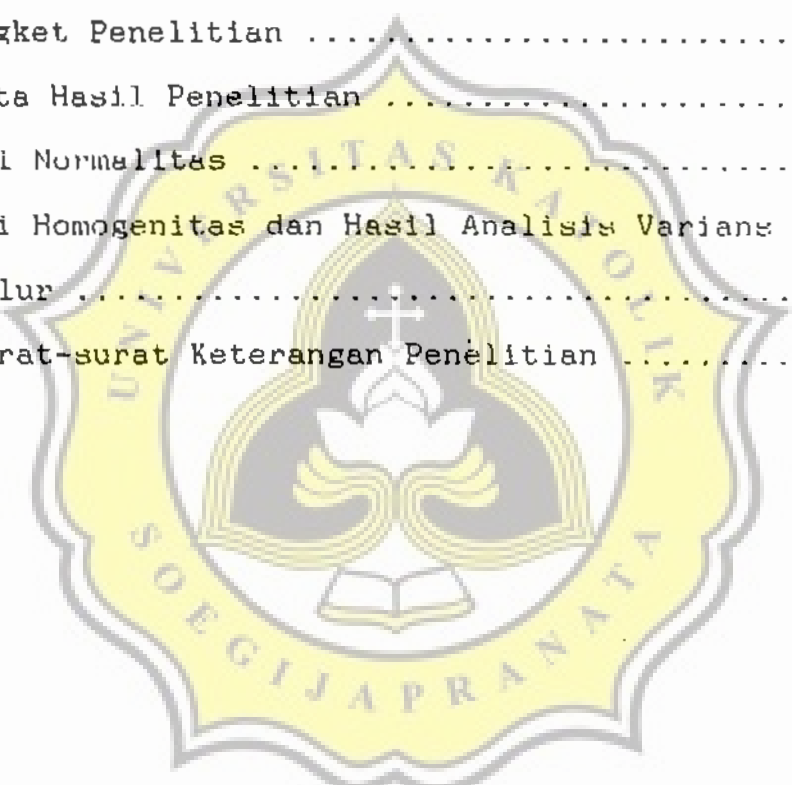 gket Penelitian ........................
ta Hasil Penelitian ....................
i Normalitas ...........................
i Homogenitas dan Hasil Analisis Varians
lur ....................................
rat-surat Keterangan Penelitian ........
UNIVERSITAS KATOLIK
SOEGIJAPRANATA